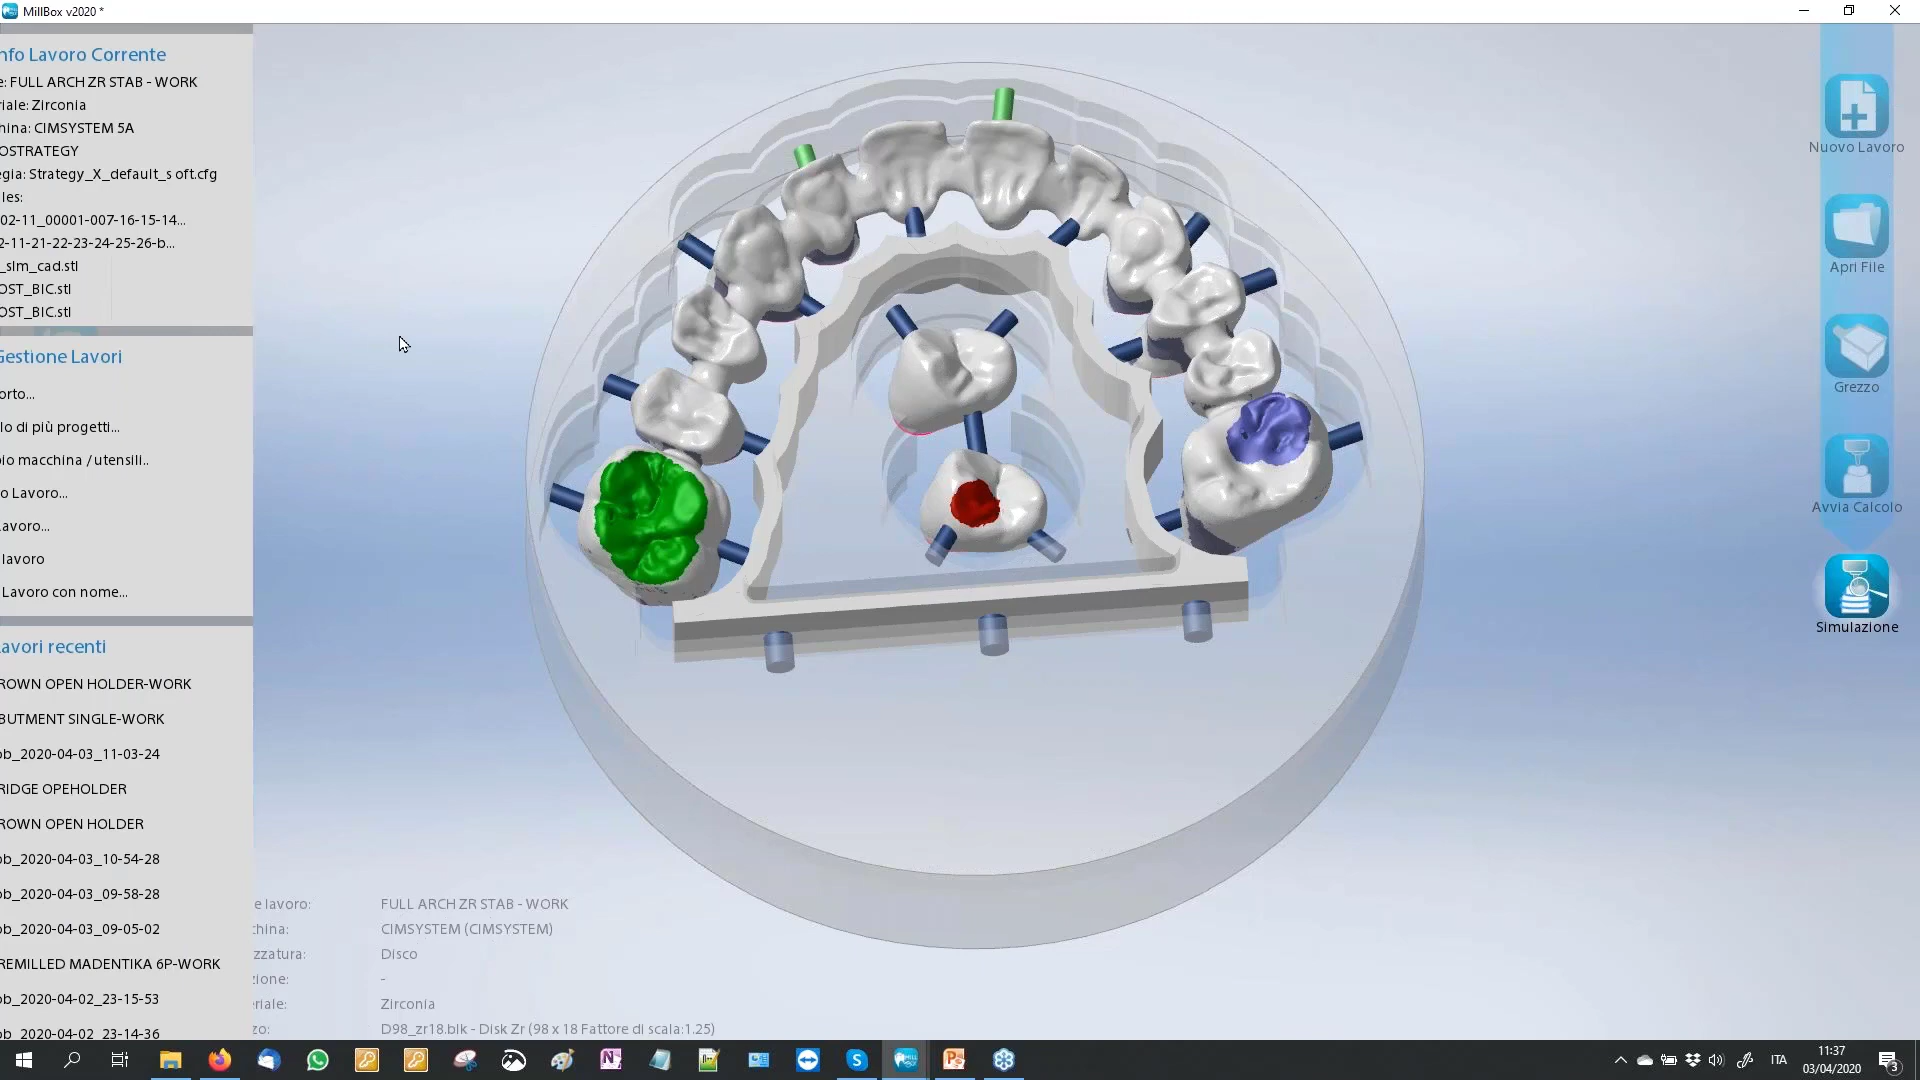 MillBox v2020 *
nfo Lavoro Corrente
e: FULL ARCH ZR STAB - WORK
riale: Zirconia
hina: CIMSYSTEM 5A
OSTRATEGY
egia: Strategy_X_default_s oft.cfg
les:
02-11_00001-007-16-15-14...
2-11-21-22-23-24-25-26-b...
_sim_cad.stl
OST_BIC.stl
OST_BIC.stl
Gestione Lavori
orto...
lo di più progetti...
oio macchina / utensili..
o Lavoro...
avoro...
lavoro
Lavoro con nome...
avori recenti
ROWN OPEN HOLDER-WORK
BUTMENT SINGLE-WORK
ob_2020-04-03_11-03-24
RIDGE OPEHOLDER
ROWN OPEN HOLDER
ob_2020-04-03_10-54-28
ob_2020-04-03_09-58-28
ob_2020-04-03_09-05-02
REMILLED MADENTIKA 6P-WORK
ob_2020-04-02_23-15-53
ob_2020-04-02_23-14-36
e lavoro: FULL ARCH ZR STAB - WORK
china: CIMSYSTEM (CIMSYSTEM)
zzatura: Disco
zione: -
eriale: Zirconia
zo: D98_zr18.blk - Disk Zr (98 x 18 Fattore di scala:1.25)
Nuovo Lavoro
Apri File
Grezzo
Avvia Calcolo
Simulazione
ITA
11:37
03/04/2020
3